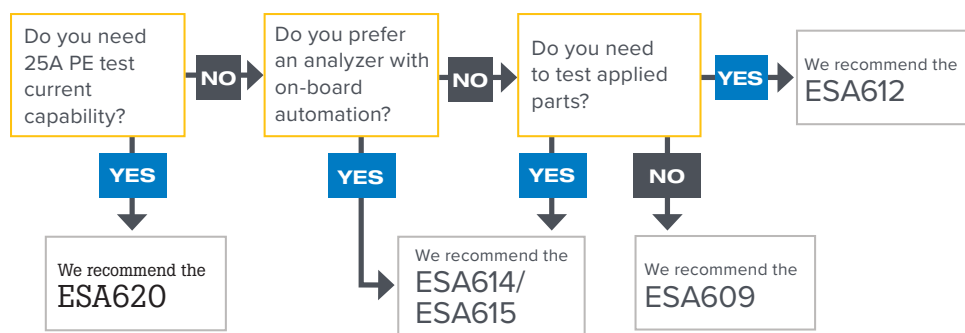 Do you need
25A PE test
current
capability?
NO
Do you prefer
an analyzer with
on-board
automation?
NO
Do you need
to test applied
parts?
YES
We recommend the
ESA612
YES
YES
YES
NO
We recommend the
ESA620
We recommend the
ESA614/
ESA615
We recommend the
ESA609